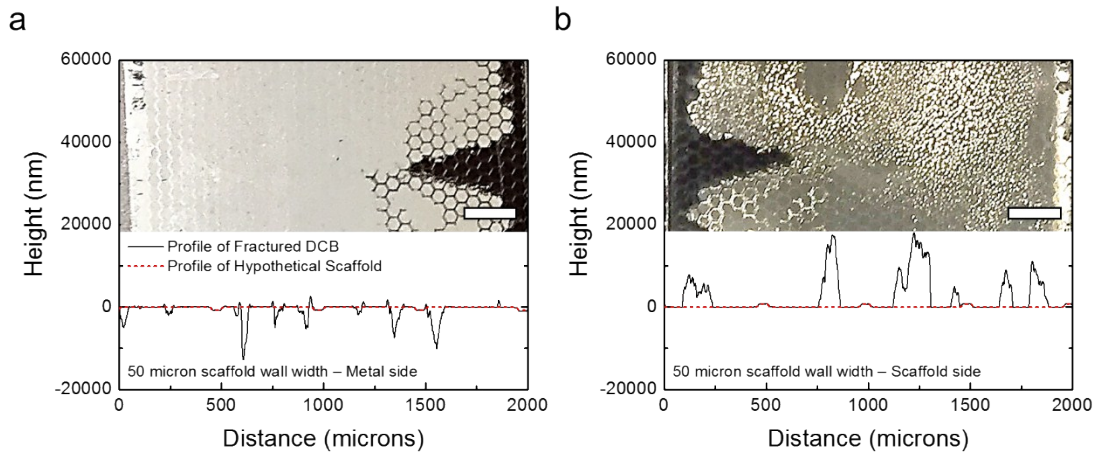 a
b
60000
40000
20000
0
-20000
Height (nm)
Profile of Fractured DCB
Profile of Hypothetical Scaffold
50 micron scaffold wall width – Metal side
0
500
1000
1500
2000
Distance (microns)
60000
40000
20000
0
-20000
Height (nm)
50 micron scaffold wall width – Scaffold side
0
500
1000
1500
2000
Distance (microns)